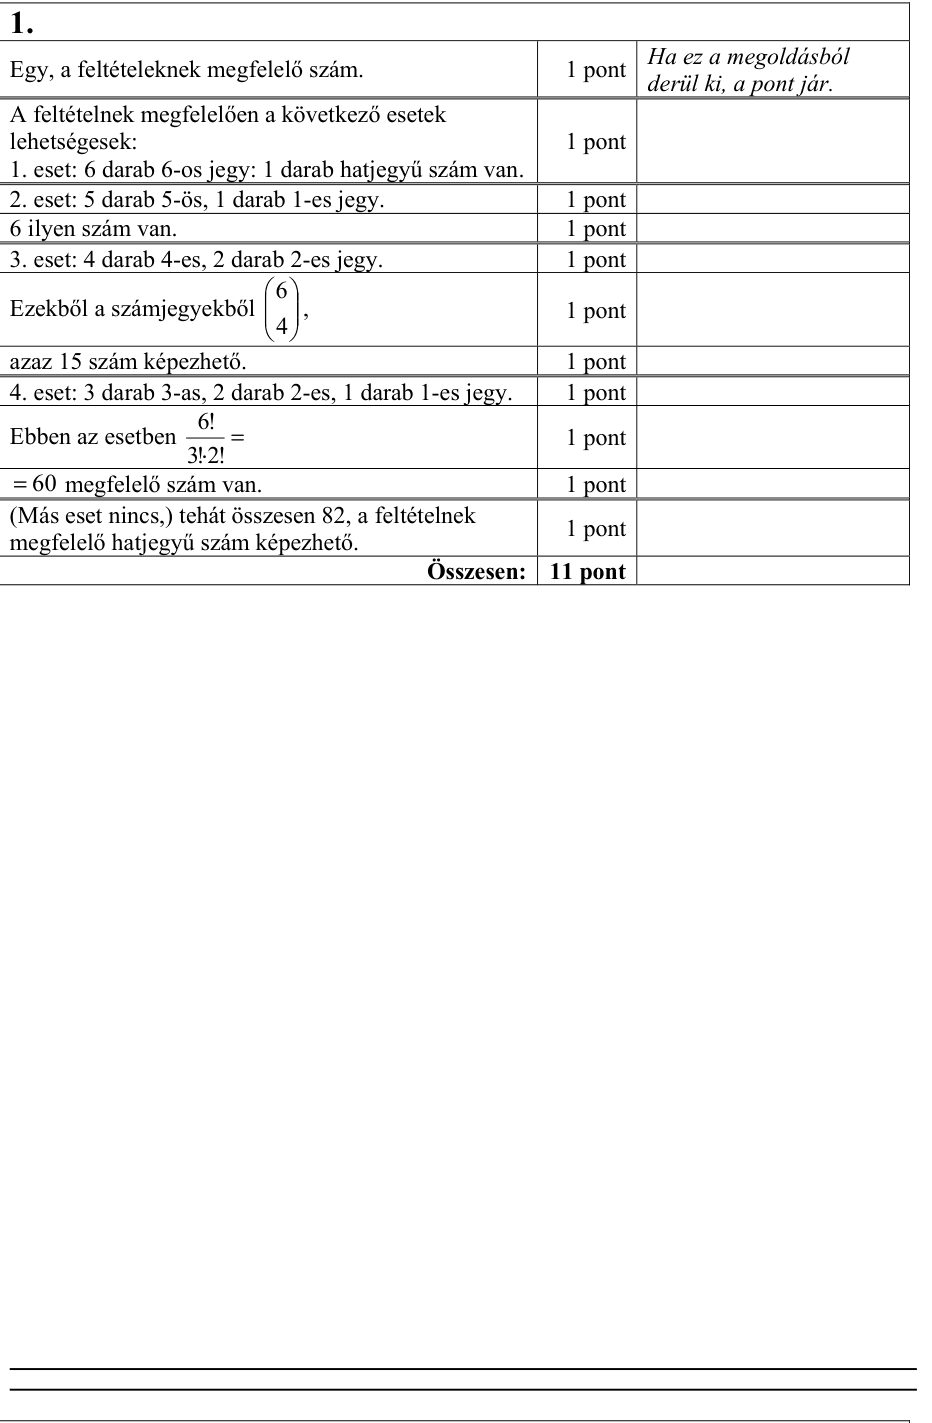 1.
Egy, a feltételeknek megfelelő szám. 1 pont Ha ez a megoldásból
derül ki, a pont jár.
A feltételnek megfelelően a következő esetek
lehetségesek:
1. eset: 6 darab 6-os jegy: 1 darab hatjegyű szám van. 1 pont
2. eset: 5 darab 5-ös, 1 darab 1-es jegy. 1 pont
6 ilyen szám van. 1 pont
3. eset: 4 darab 4-es, 2 darab 2-es jegy. 1 pont
Ezekből a számjegyekből (6 4), 1 pont
azaz 15 szám képezhető. 1 pont
4. eset: 3 darab 3-as, 2 darab 2-es, 1 darab 1-es jegy. 1 pont
Ebben az esetben 6!/3!·2! = 1 pont
= 60 megfelelő szám van. 1 pont
(Más eset nincs,) tehát összesen 82, a feltételnek
megfelelő hatjegyű szám képezhető. 1 pont
Összesen: 11 pont